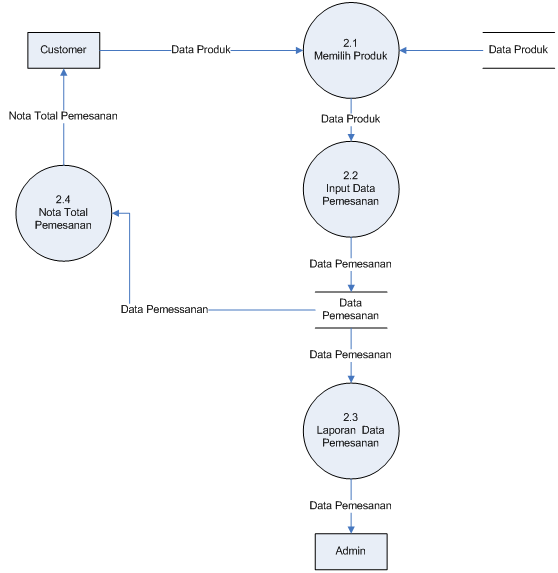 Customer
Data Produk
2.1
Memilih Produk
Data Produk
Nota Total Pemesanan
Data Produk
2.2
Input Data
Pemesanan
2.4
Nota Total
Pemesanan
Data Pemesanan
Data
Pemesanan
Data Pemessanan
Data Pemesanan
2.3
Laporan Data
Pemesanan
Data Pemesanan
Admin